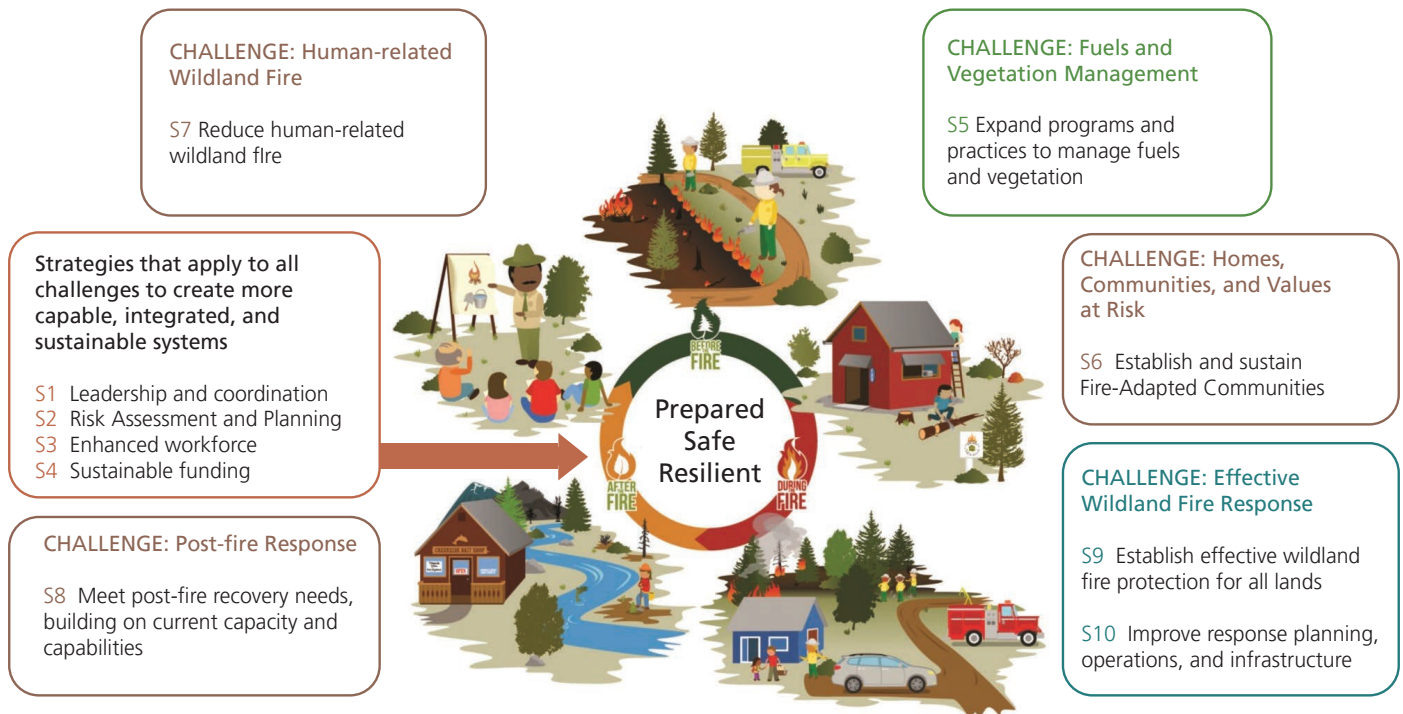 CHALLENGE: Human-related
Wildland Fire
S7 Reduce human-related
wildland fire
CHALLENGE: Fuels and
Vegetation Management
S5 Expand programs and
practices to manage fuels
and vegetation
Strategies that apply to all
challenges to create more
capable, integrated, and
sustainable systems
S1 Leadership and coordination
S2 Risk Assessment and Planning
S3 Enhanced workforce
S4 Sustainable funding
CHALLENGE: Homes,
Communities, and Values
at Risk
S6 Establish and sustain
Fire-Adapted Communities
BEFORE
FIRE
Prepared
Safe
Resilient
AFTER
FIRE
DURING
FIRE
CHALLENGE: Effective
Wildland Fire Response
S9 Establish effective wildland
fire protection for all lands
S10 Improve response planning,
operations, and infrastructure
CHALLENGE: Post-fire Response
S8 Meet post-fire recovery needs,
building on current capacity and
capabilities
BAIT SHOP
OPEN